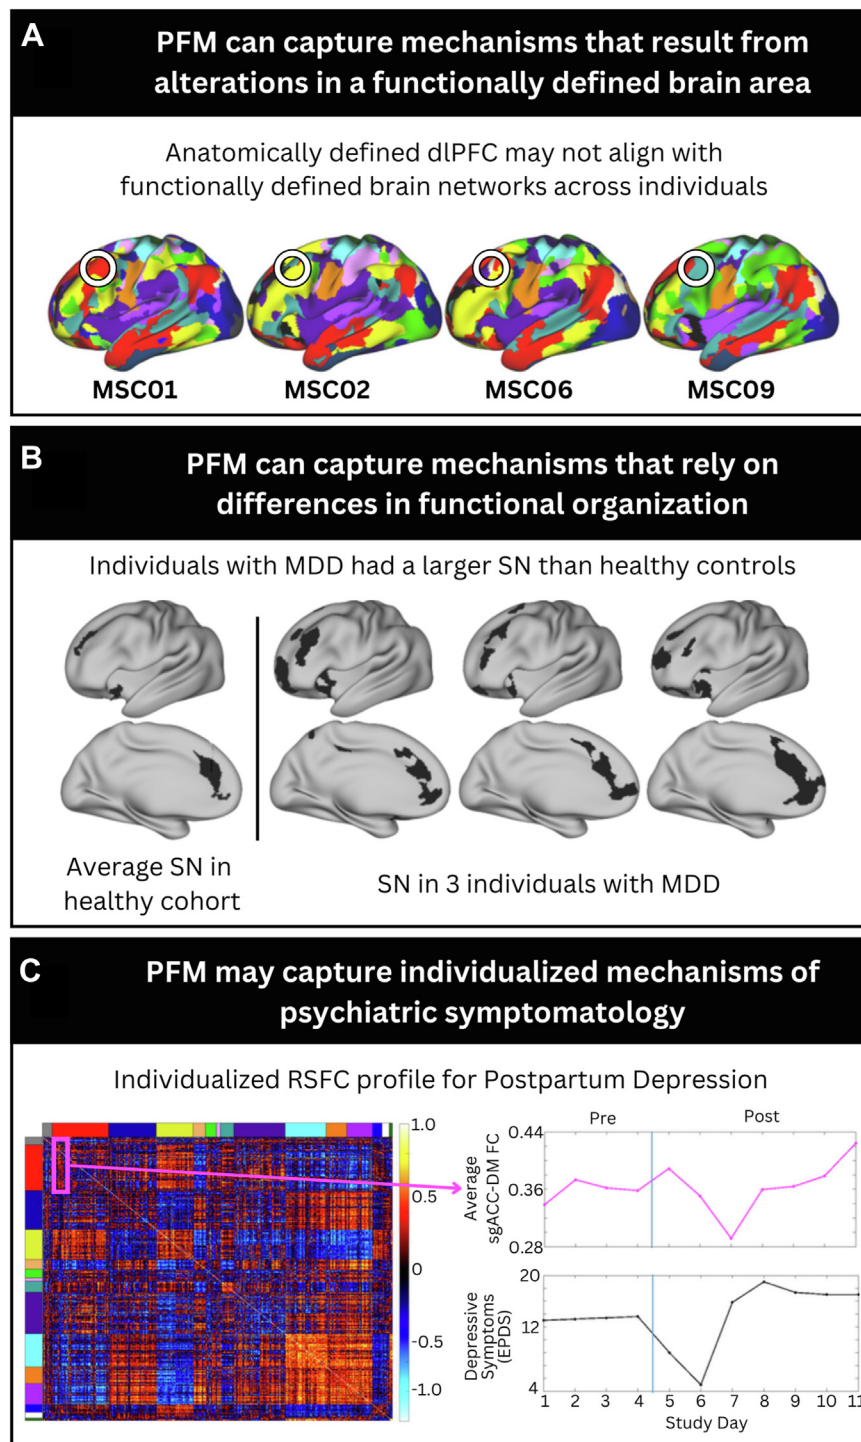 A
PFM can capture mechanisms that result from
alterations in a functionally defined brain area
Anatomically defined dlPFC may not align with
functionally defined brain networks across individuals
MSC01
MSC02
MSC06
MSC09
B
PFM can capture mechanisms that rely on
differences in functional organization
Individuals with MDD had a larger SN than healthy controls
Average SN in
healthy cohort
SN in 3 individuals with MDD
C
PFM may capture individualized mechanisms of
psychiatric symptomatology
Individualized RSFC profile for Postpartum Depression
1.0
0.5
0
-0.5
-1.0
Pre
Post
0.44
0.36
0.28
Average
sgACC-DM FC
20
12
4
Depressive
Symptoms
(EPDS)
1 2 3 4 5 6 7 8 9 10 11
Study Day